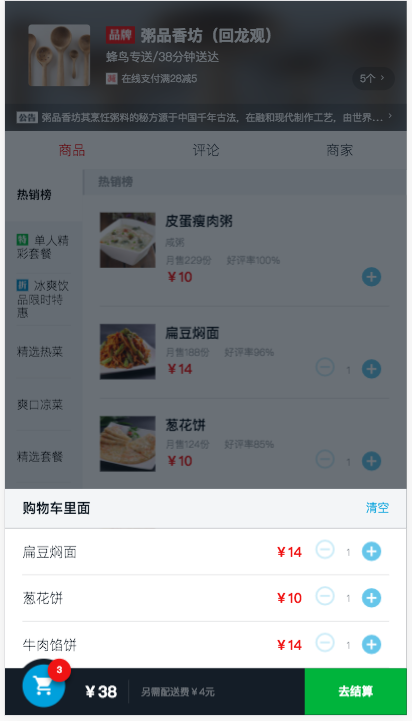 品牌 粥品香坊（回龙观）
蜂鸟专送/38分钟送达
减 在线支付满28减5
5个 >
公告 粥品香坊其烹饪粥料的秘方源于中国千年古法，在融和现代制作工艺，由世界... >
商品 评论 商家
热销榜
热销榜
特 单人精
彩套餐
折 冰爽饮
品限时特
惠
精选热菜
爽口凉菜
精选套餐
皮蛋瘦肉粥
咸粥
月售229份 好评率100%
¥10
扁豆焖面
月售188份 好评率96%
¥14 1
葱花饼
月售124份 好评率85%
¥10 1
购物车里面 清空
扁豆焖面 ¥14 1
葱花饼 ¥10 1
牛肉馅饼 ¥14 1
3
¥38 另需配送费¥4元 去结算